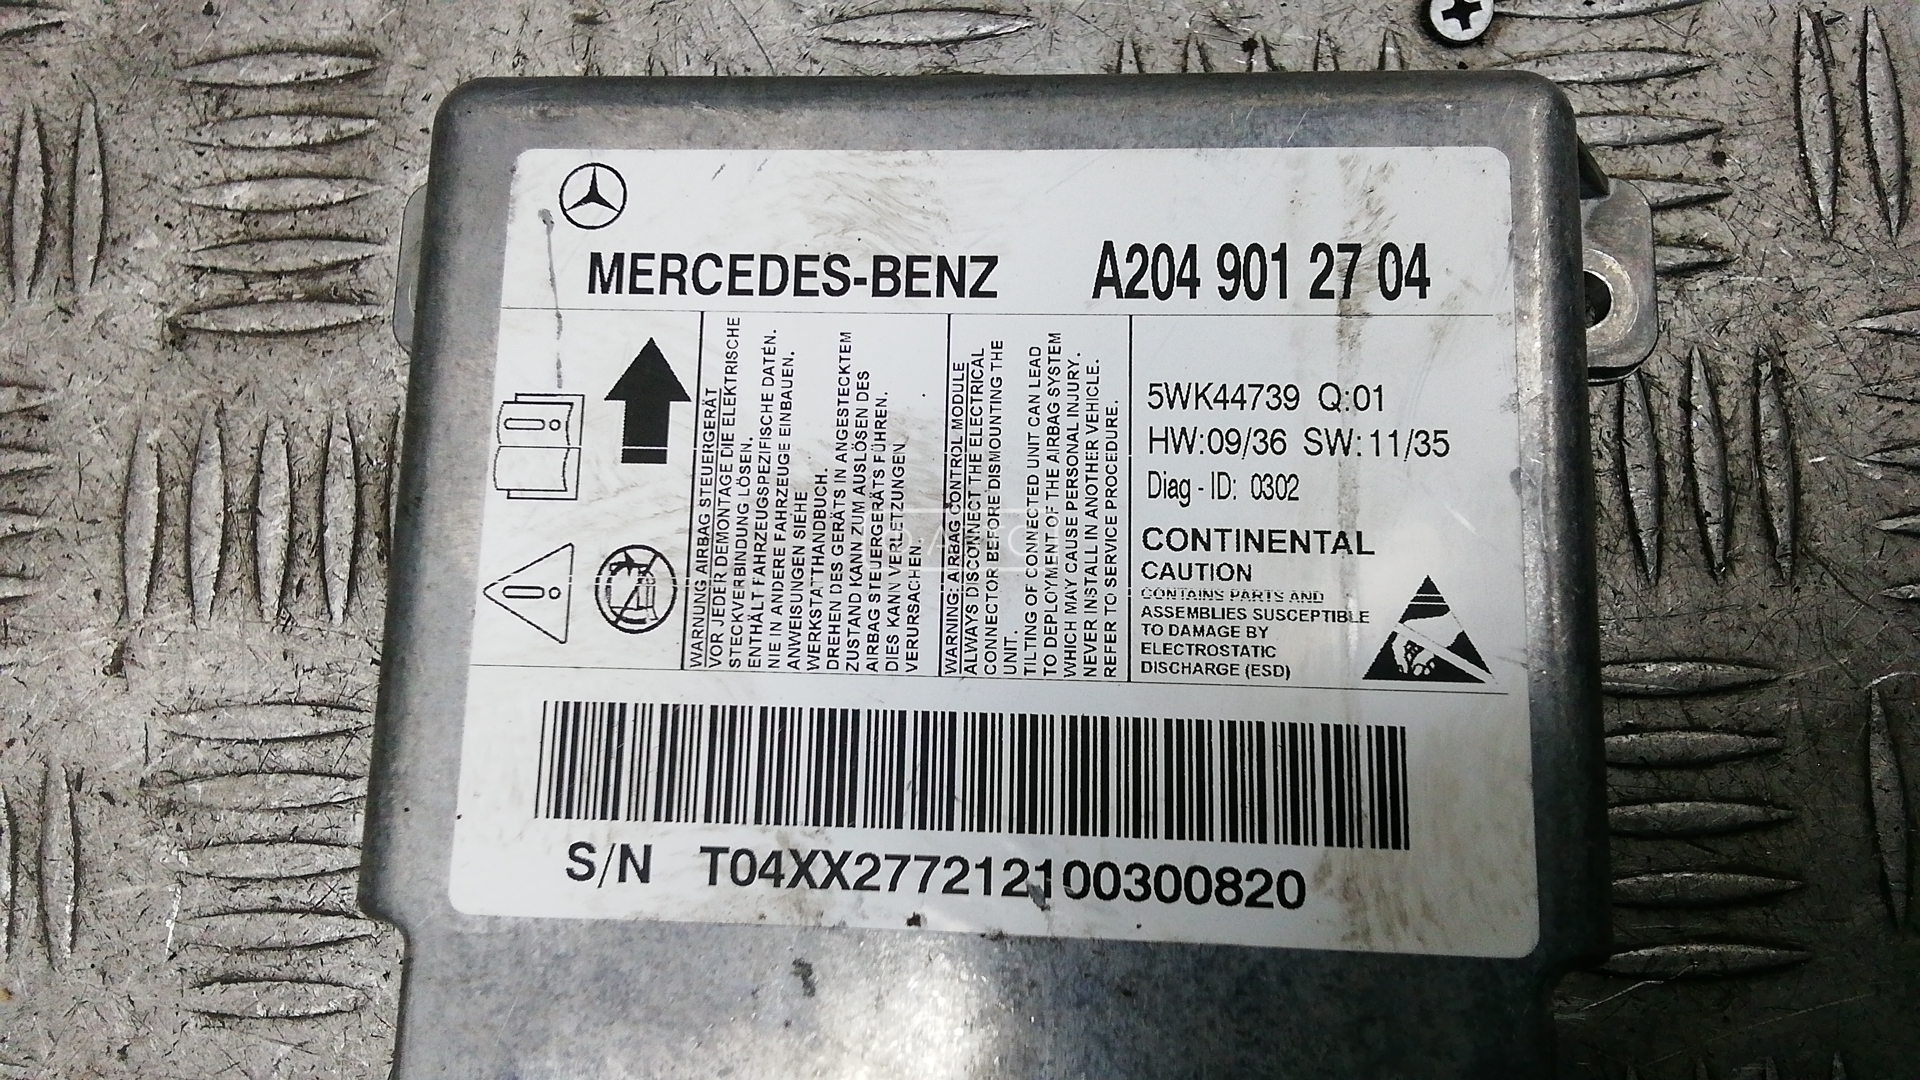 MERCEDES-BENZ A204 901 27 04
WARNUNG AIRBAG STEUERGERÄT
VOR JEDER DEMONTAGE DIE ELEKTRISCHE
STECKVERBINDUNG LÖSEN.
ENTHÄLT FAHRZEUGSPEZIFISCHE DATEN.
NIE IN ANDERE FAHRZEUGE EINBAUEN.
ANWEISUNGEN SIEHE
WERKSTATTHANDBUCH.
DREHEN DES GERÄTS IN ANGESTECKTEM
ZUSTAND KANN ZUM AUSLÖSEN DES
AIRBAG STEUERGERÄTS FÜHREN.
DIES KANN VERLETZUNGEN
VERURSACHEN.
WARNING: AIRBAG CONTROL MODULE
ALWAYS DISCONNECT THE ELECTRICAL
CONNECTOR BEFORE DISMOUNTING THE
UNIT.
TILTING OF CONNECTED UNIT CAN LEAD
TO DEPLOYMENT OF THE AIRBAG SYSTEM
WHICH MAY CAUSE PERSONAL INJURY.
NEVER INSTALL IN ANOTHER VEHICLE.
REFER TO SERVICE PROCEDURE.
5WK44739 Q:01
HW:09/36 SW:11/35
Diag - ID: 0302
CONTINENTAL
CAUTION
CONTAINS PARTS AND
ASSEMBLIES SUSCEPTIBLE
TO DAMAGE BY
ELECTROSTATIC
DISCHARGE (ESD)
S/N T04XX277212100300820